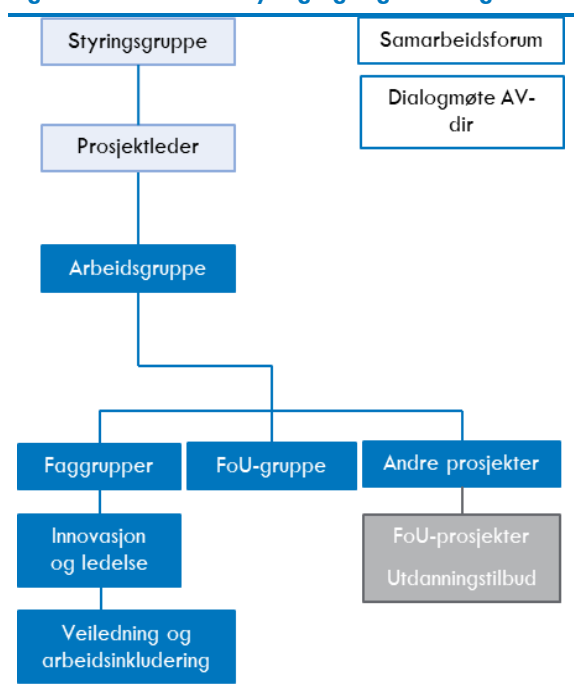 Styringsgruppe
Samarbeidsforum
Dialogmøte AV-
dir
Prosjektleder
Arbeidsgruppe
Faggrupper
FoU-gruppe
Andre prosjekter
Innovasjon
og ledelse
FoU-prosjekter
Utdanningstilbud
Veiledning og
arbeidsinkludering